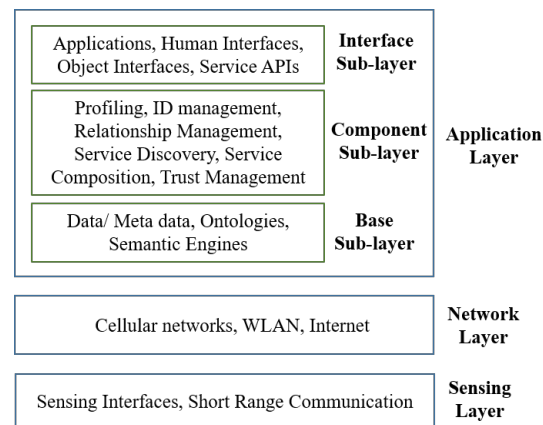 Applications, Human Interfaces,
Object Interfaces, Service APIs
Interface
Sub-layer
Profiling, ID management,
Relationship Management,
Service Discovery, Service
Composition, Trust Management
Component
Sub-layer
Data/ Meta data, Ontologies,
Semantic Engines
Base
Sub-layer
Application
Layer
Cellular networks, WLAN, Internet
Network
Layer
Sensing Interfaces, Short Range Communication
Sensing
Layer